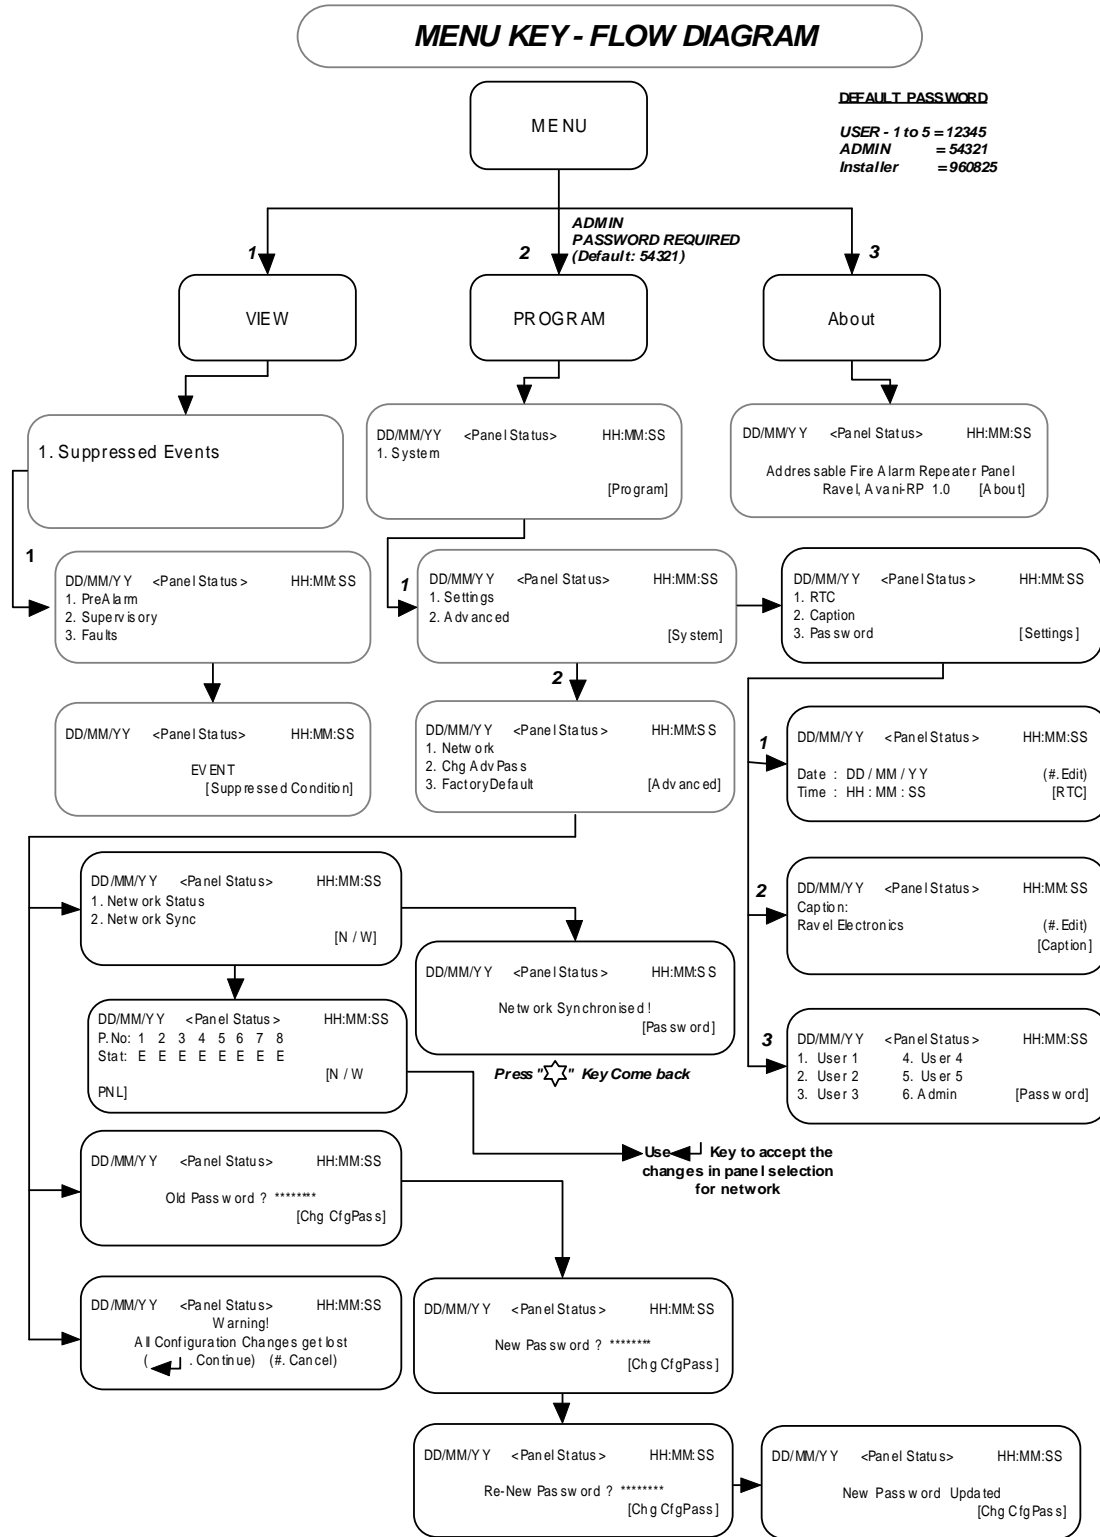 MENU KEY - FLOW DIAGRAM
MENU
DEFAULT PASSWORD
USER - 1 to 5 = 12345
ADMIN = 54321
Installer = 960825
ADMIN
PASSWORD REQUIRED
(Default: 54321)
1
2
3
VIEW
PROGRAM
About
1. Suppressed Events
DD/MM/YY <Panel Status> HH:MM:SS
1. System
[Program]
DD/MM/YY <Panel Status> HH:MM:SS
Addressable Fire Alarm Repeater Panel
Ravel, Avani-RP 1.0 [About]
1
DD/MM/YY <Panel Status> HH:MM:SS
1. PreAlarm
2. Supervisory
3. Faults
1
DD/MM/YY <Panel Status> HH:MM:SS
1. Settings
2. Advanced
[System]
DD/MM/YY <Panel Status> HH:MM:SS
1. RTC
2. Caption
3. Password [Settings]
2
DD/MM/YY <Panel Status> HH:MM:SS
EVENT
[Suppressed Condition]
DD/MM/YY <Panel Status> HH:MM:SS
1. Network
2. Chg AdvPass
3. FactoryDefault [Advanced]
1
DD/MM/YY <Panel Status> HH:MM:SS
Date : DD / MM / YY (#.Edit)
Time : HH : MM : SS [RTC]
DD/MM/YY <Panel Status> HH:MM:SS
1. Network Status
2. Network Sync
[N / W]
2
DD/MM/YY <Panel Status> HH:MM:SS
Caption:
Ravel Electronics (#.Edit)
[Caption]
DD/MM/YY <Panel Status> HH:MM:SS
Network Synchronised !
[Password]
Press "☆" Key Come back
DD/MM/YY <Panel Status> HH:MM:SS
P.No: 1 2 3 4 5 6 7 8
Stat: E E E E E E E E
[N / W
PNL]
3
DD/MM/YY <Panel Status> HH:MM:SS
1. User 1 4. User 4
2. User 2 5. User 5
3. User 3 6. Admin [Password]
Use ↵ Key to accept the
changes in panel selection
for network
DD/MM/YY <Panel Status> HH:MM:SS
Old Password ? ********
[Chg CfgPass]
DD/MM/YY <Panel Status> HH:MM:SS
Warning!
All Configuration Changes get lost
( ↵ . Continue) (#. Cancel)
DD/MM/YY <Panel Status> HH:MM:SS
New Password ? ********
[Chg CfgPass]
DD/MM/YY <Panel Status> HH:MM:SS
Re-New Password ? ********
[Chg CfgPass]
DD/MM/YY <Panel Status> HH:MM:SS
New Password Updated
[Chg CfgPass]